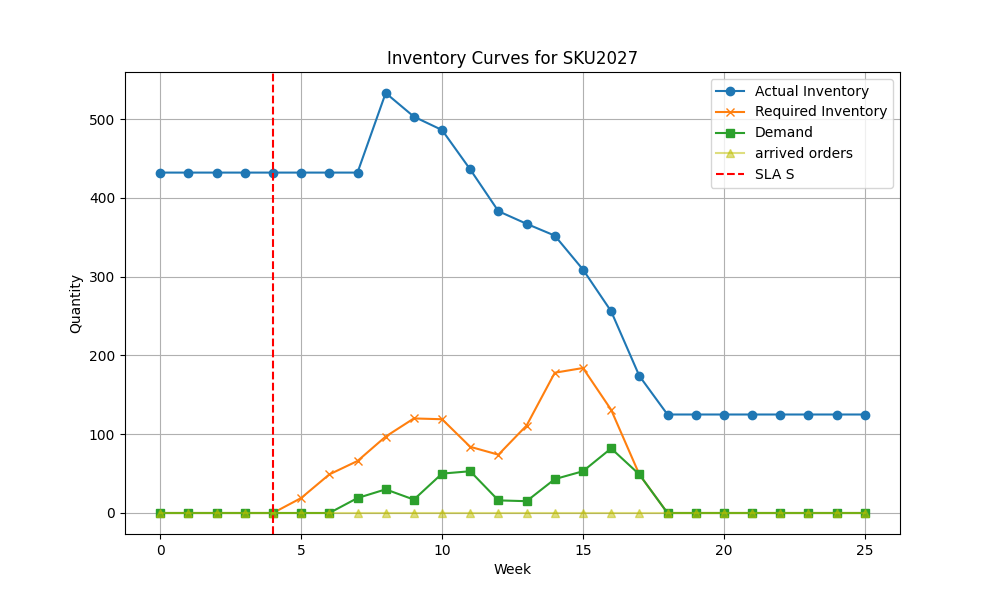 Inventory Curves for SKU2027
Actual Inventory
Required Inventory
Demand
arrived orders
SLA S
Quantity
500
400
300
200
100
0
0 5 10 15 20 25
Week